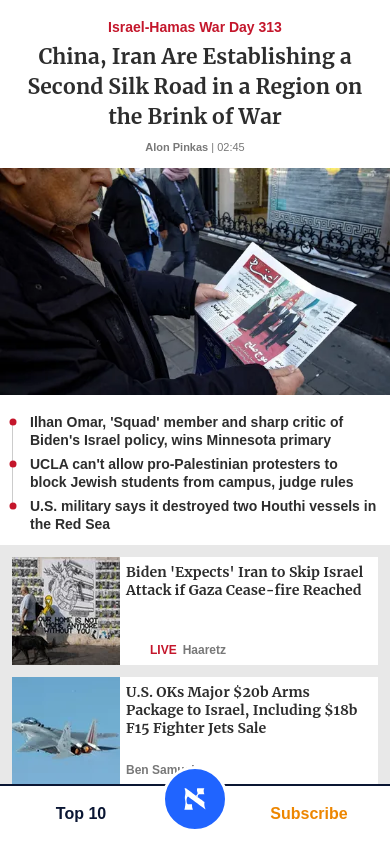 Israel-Hamas War Day 313
China, Iran Are Establishing a
Second Silk Road in a Region on
the Brink of War
Alon Pinkas | 02:45
Ilhan Omar, 'Squad' member and sharp critic of
Biden's Israel policy, wins Minnesota primary
UCLA can't allow pro-Palestinian protesters to
block Jewish students from campus, judge rules
U.S. military says it destroyed two Houthi vessels in
the Red Sea
OUR HOME IS NOT
A HOME ANYMORE
WITHOUT YOU
Biden 'Expects' Iran to Skip Israel
Attack if Gaza Cease-fire Reached
LIVE Haaretz
U.S. OKs Major $20b Arms
Package to Israel, Including $18b
F15 Fighter Jets Sale
Ben
Top 10
Subscribe